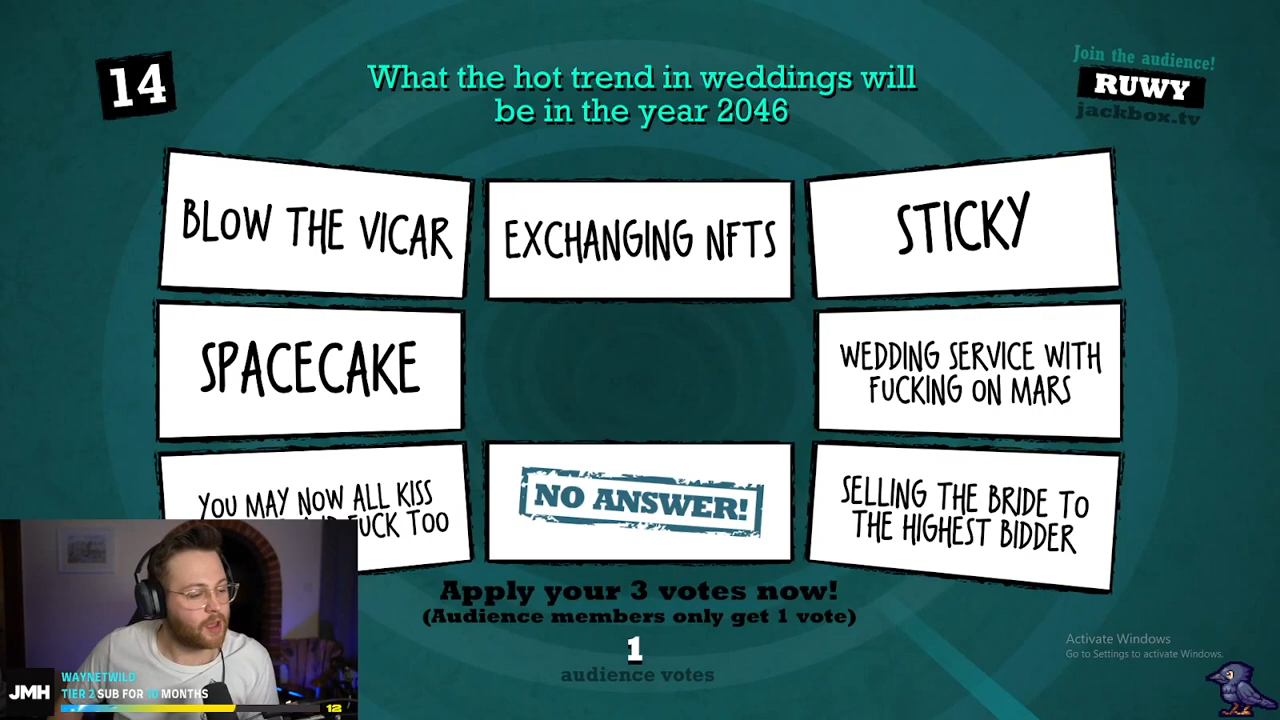 14
What the hot trend in weddings will
be in the year 2046
Join the audience!
RUWY
jackbox.tv
BLOW THE VICAR
EXCHANGING NFTS
STICKY
SPACECAKE
WEDDING SERVICE WITH
FUCKING ON MARS
YOU MAY NOW ALL KISS
FUCK TOO
NO ANSWER!
SELLING THE BRIDE TO
THE HIGHEST BIDDER
Apply your 3 votes now!
(Audience members only get 1 vote)
1
audience votes
Activate Windows
Go to Settings to activate Windows.
JMH
WAYNETWILD
TIER 2 SUB FOR 10 MONTHS
12